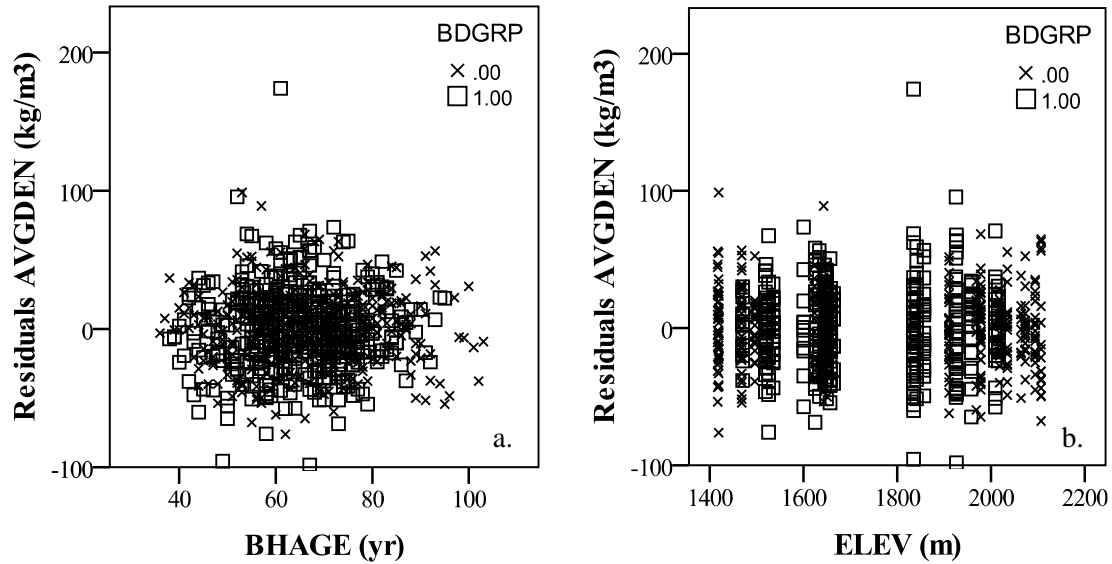 BDGRP
.00
1.00
200
100
0
-100
Residuals AVGDEN (kg/m3)
40
60
80
100
BHAGE (yr)
a.
BDGRP
.00
1.00
200
100
0
-100
Residuals AVGDEN (kg/m3)
1400
1600
1800
2000
2200
ELEV (m)
b.